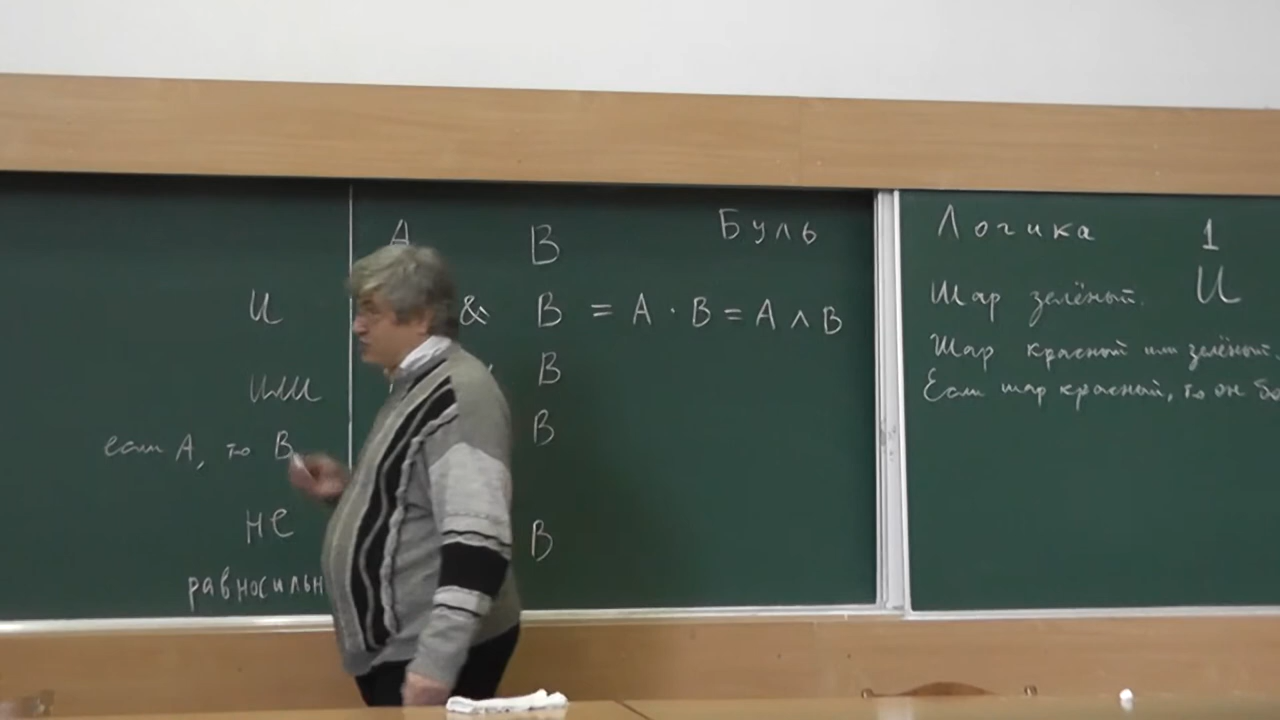 A B Буль
и & B = A · B = A ∧ B
или B
если A, то B B
не B
равносильн
Логика 1
Шар зелёный. И
Шар красный или зелёный.
Если шар красный, то он бо